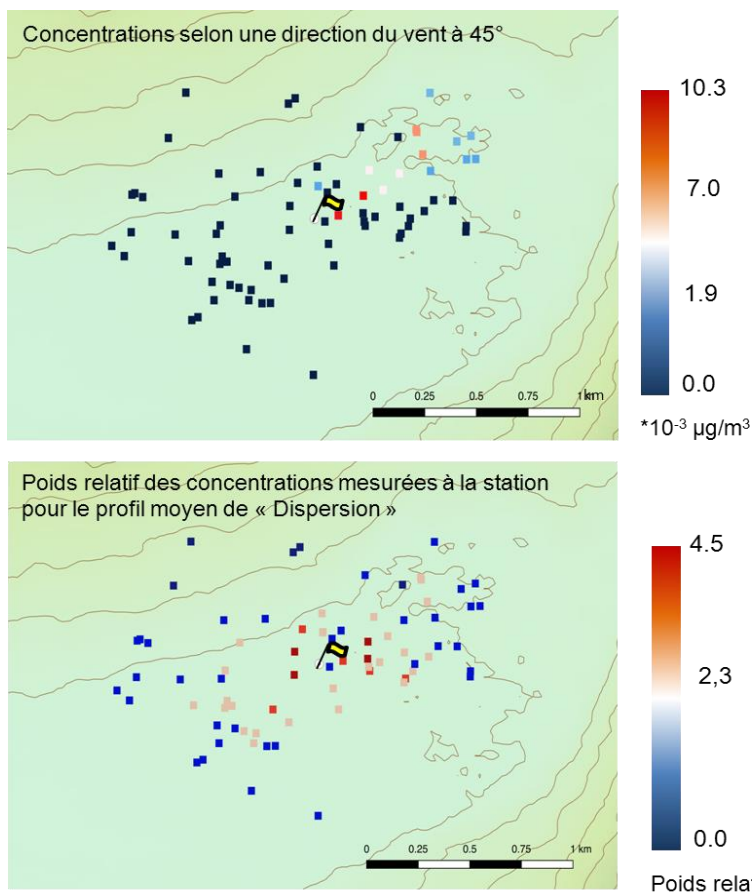 Concentrations selon une direction du vent à 45°
10.3
7.0
1.9
0.0
*10⁻³ µg/m³
0 0.25 0.5 0.75 1 km
Poids relatif des concentrations mesurées à la station
pour le profil moyen de « Dispersion »
4.5
2,3
0.0
0 0.25 0.5 0.75 1 km
Poids rela